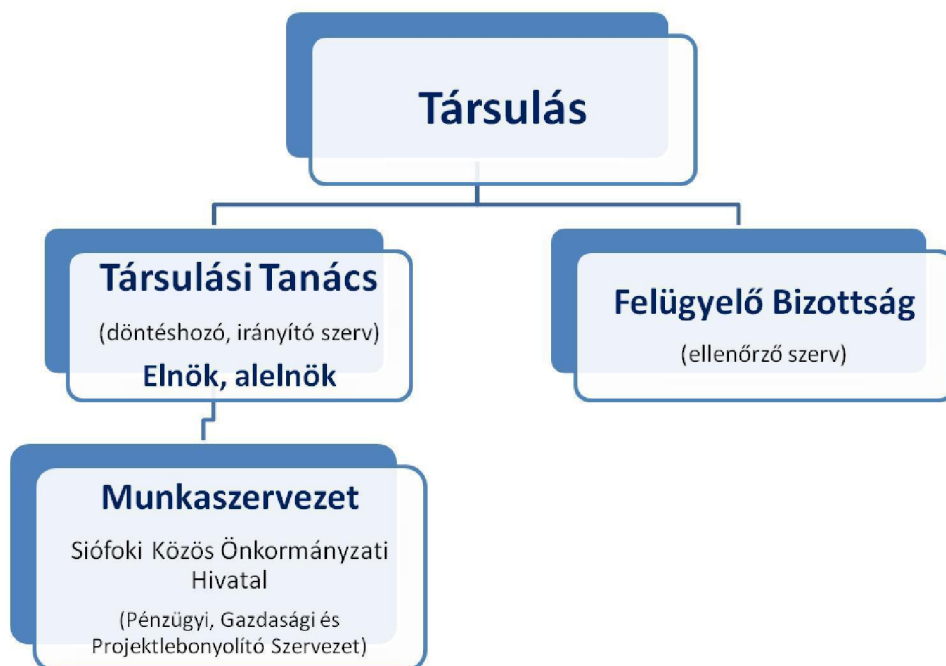 Társulás
Társulási Tanács
(döntéshozó, irányító szerv)
Elnök, alelnök
Felügyelő Bizottság
(ellenőrző szerv)
Munkaszervezet
Siófoki Közös Önkormányzati
Hivatal
(Pénzügyi, Gazdasági és
Projektlebonyolító Szervezet)